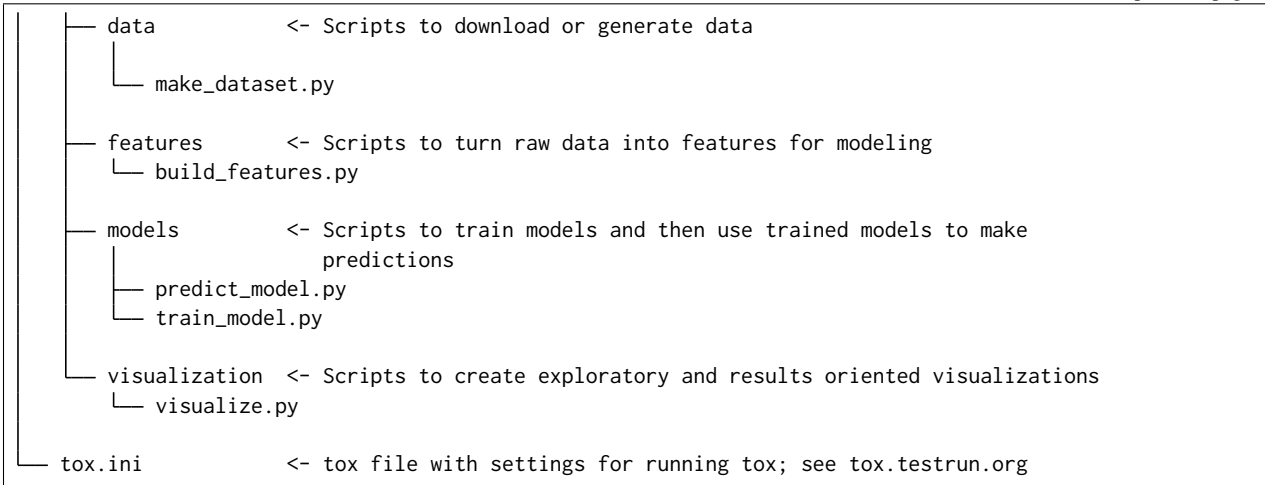 data <- Scripts to download or generate data
make_dataset.py
features <- Scripts to turn raw data into features for modeling
build_features.py
models <- Scripts to train models and then use trained models to make
predictions
predict_model.py
train_model.py
visualization <- Scripts to create exploratory and results oriented visualizations
visualize.py
tox.ini <- tox file with settings for running tox; see tox.testrun.org